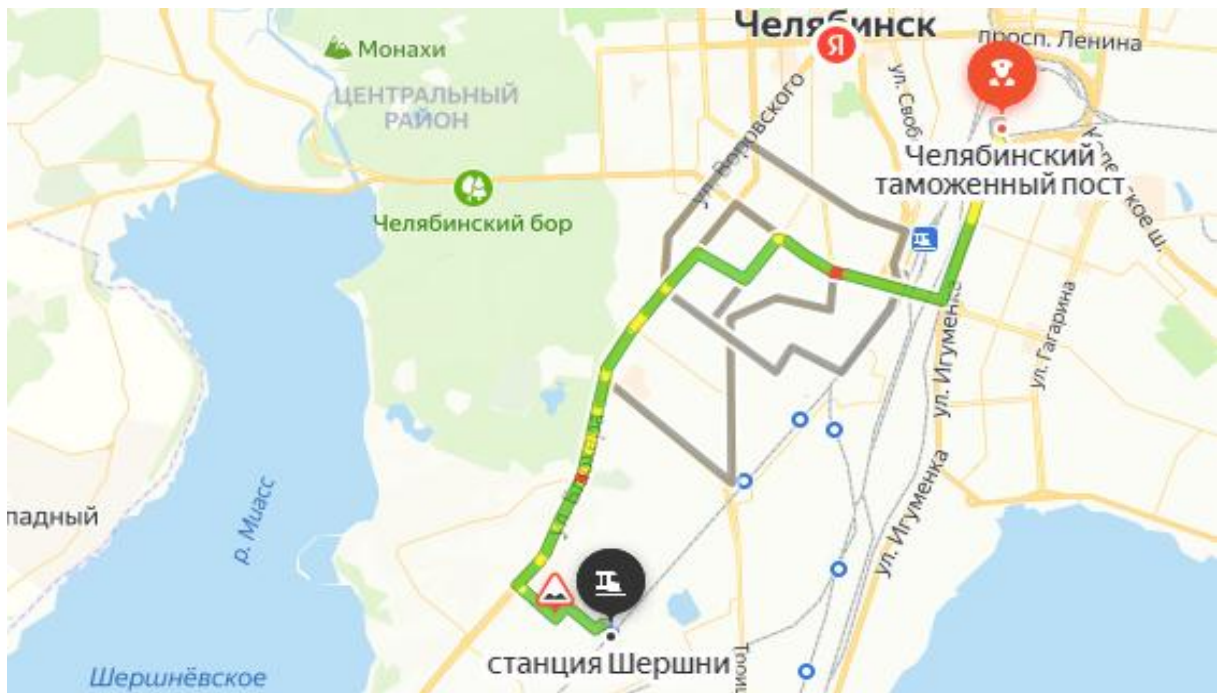 Челябинск
Я
просп. Ленина
Монахи
ЦЕНТРАЛЬНЫЙ
РАЙОН
ул. Воровского
ул. Своб
Челябинский
таможенный пост
Челябинский бор
ул. Игуменка
ул. Гагарина
ул. Игуменка
падный
р. Миасс
станция Шершни
Шершнёвское